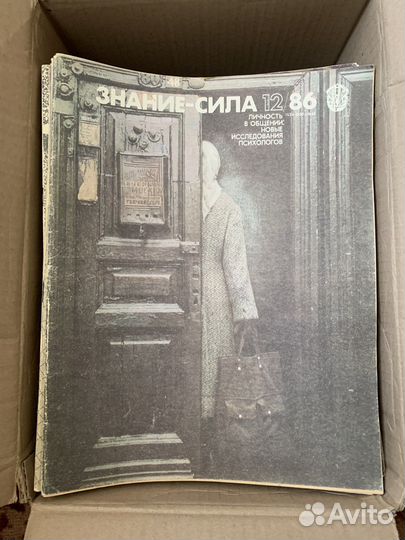 ЗНАНИЕ-СИЛА 12/86
ЛИЧНОСТЬ
В ОБЩЕНИИ:
НОВЫЕ
ИССЛЕДОВАНИЯ
ПСИХОЛОГОВ
Avito